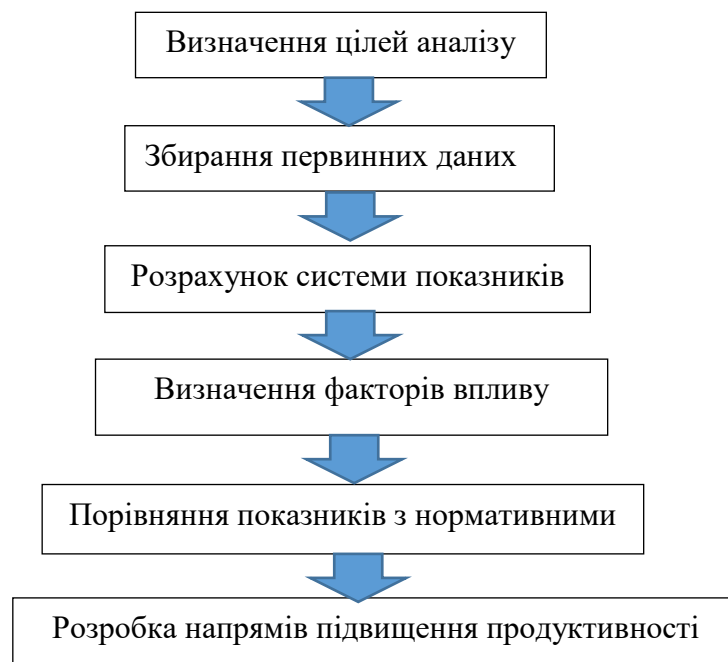 Визначення цілей аналізу
Збирання первинних даних
Розрахунок системи показників
Визначення факторів впливу
Порівняння показників з нормативними
Розробка напрямів підвищення продуктивності